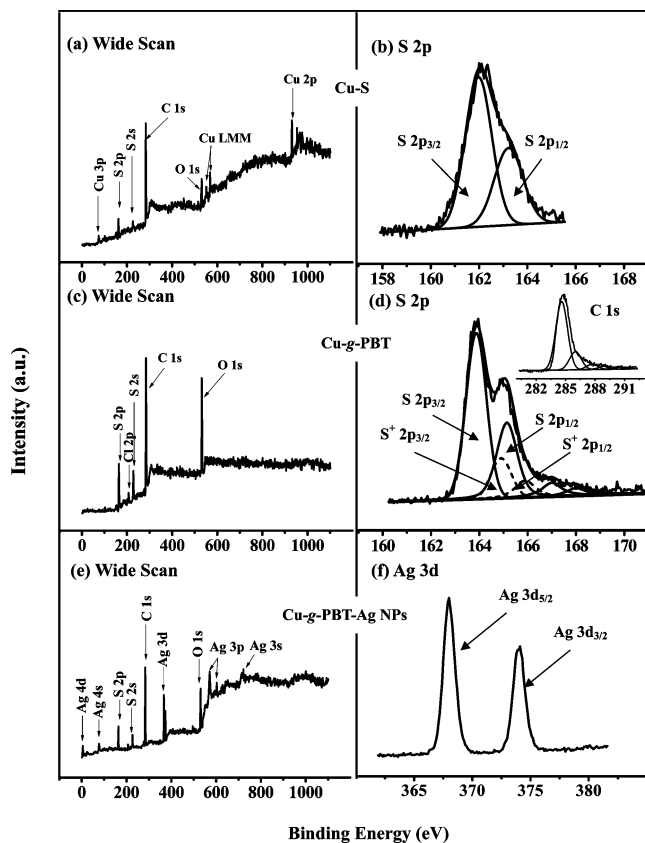 (a) Wide Scan
Cu 3p
S 2p
S 2s
C 1s
O 1s
Cu LMM
Cu 2p
0 200 400 600 800 1000
Cu-S
(b) S 2p
S 2p3/2
S 2p1/2
158 160 162 164 166 168
(c) Wide Scan
S 2p
Cl 2p
S 2s
C 1s
O 1s
0 200 400 600 800 1000
Cu-g-PBT
(d) S 2p
S 2p3/2
S+ 2p3/2
S 2p1/2
S+ 2p1/2
C 1s
282 285 288 291
160 162 164 166 168 170
(e) Wide Scan
Ag 4d
Ag 4s
S 2p
S 2s
C 1s
Ag 3d
O 1s
Ag 3p
Ag 3s
0 200 400 600 800 1000
Cu-g-PBT-Ag NPs
(f) Ag 3d
Ag 3d5/2
Ag 3d3/2
365 370 375 380
Intensity (a.u.)
Binding Energy (eV)